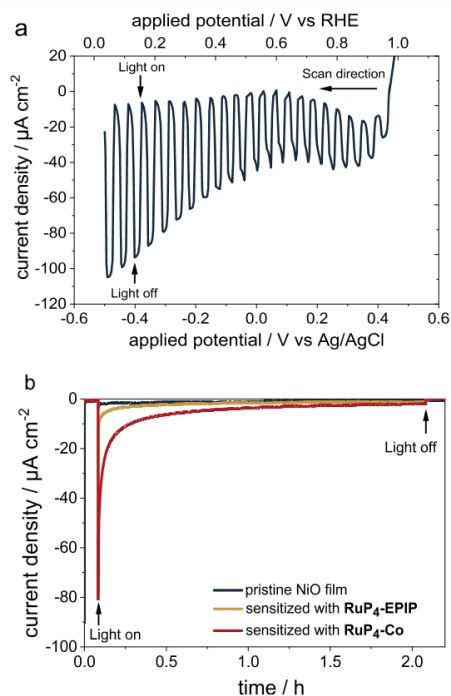 a
applied potential / V vs RHE
0.0 0.2 0.4 0.6 0.8 1.0
Light on
Scan direction
20
0
-20
-40
-60
-80
-100
-120
current density / µA cm-2
Light off
-0.6 -0.4 -0.2 0.0 0.2 0.4 0.6
applied potential / V vs Ag/AgCl
b
0
-20
-40
-60
-80
-100
current density / µA cm-2
Light off
pristine NiO film
sensitized with RuP4-EPIP
sensitized with RuP4-Co
Light on
0.0 0.5 1.0 1.5 2.0
time / h